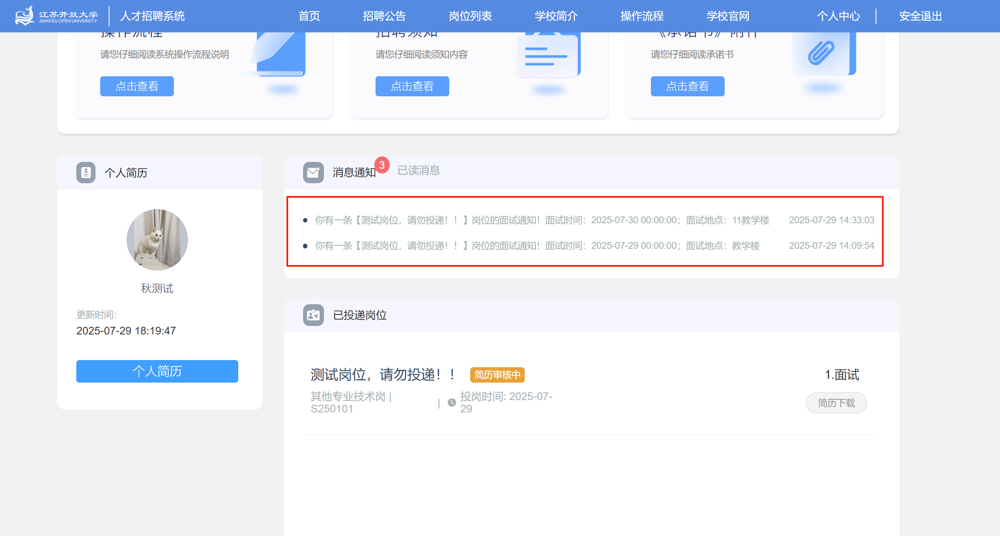 江苏开放大学
JIANGSU OPEN UNIVERSITY
人才招聘系统
首页
招聘公告
岗位列表
学校简介
操作流程
学校官网
个人中心
安全退出
操作流程
招聘须知
《承诺书》附件
请您仔细阅读系统操作流程说明
请您仔细阅读须知内容
请您仔细阅读承诺书
点击查看
点击查看
点击查看
个人简历
秋测试
更新时间：
2025-07-29 18:19:47
个人简历
消息通知
3
已读消息
你有一条【测试岗位，请勿投递！！】岗位的面试通知！面试时间：2025-07-30 00:00:00；面试地点：11教学楼 2025-07-29 14:33:03
你有一条【测试岗位，请勿投递！！】岗位的面试通知！面试时间：2025-07-29 00:00:00；面试地点：教学楼 2025-07-29 14:09:54
已投递岗位
测试岗位，请勿投递！！
简历审核中
1.面试
其他专业技术岗 |
S250101
|
投岗时间: 2025-07-
29
简历下载